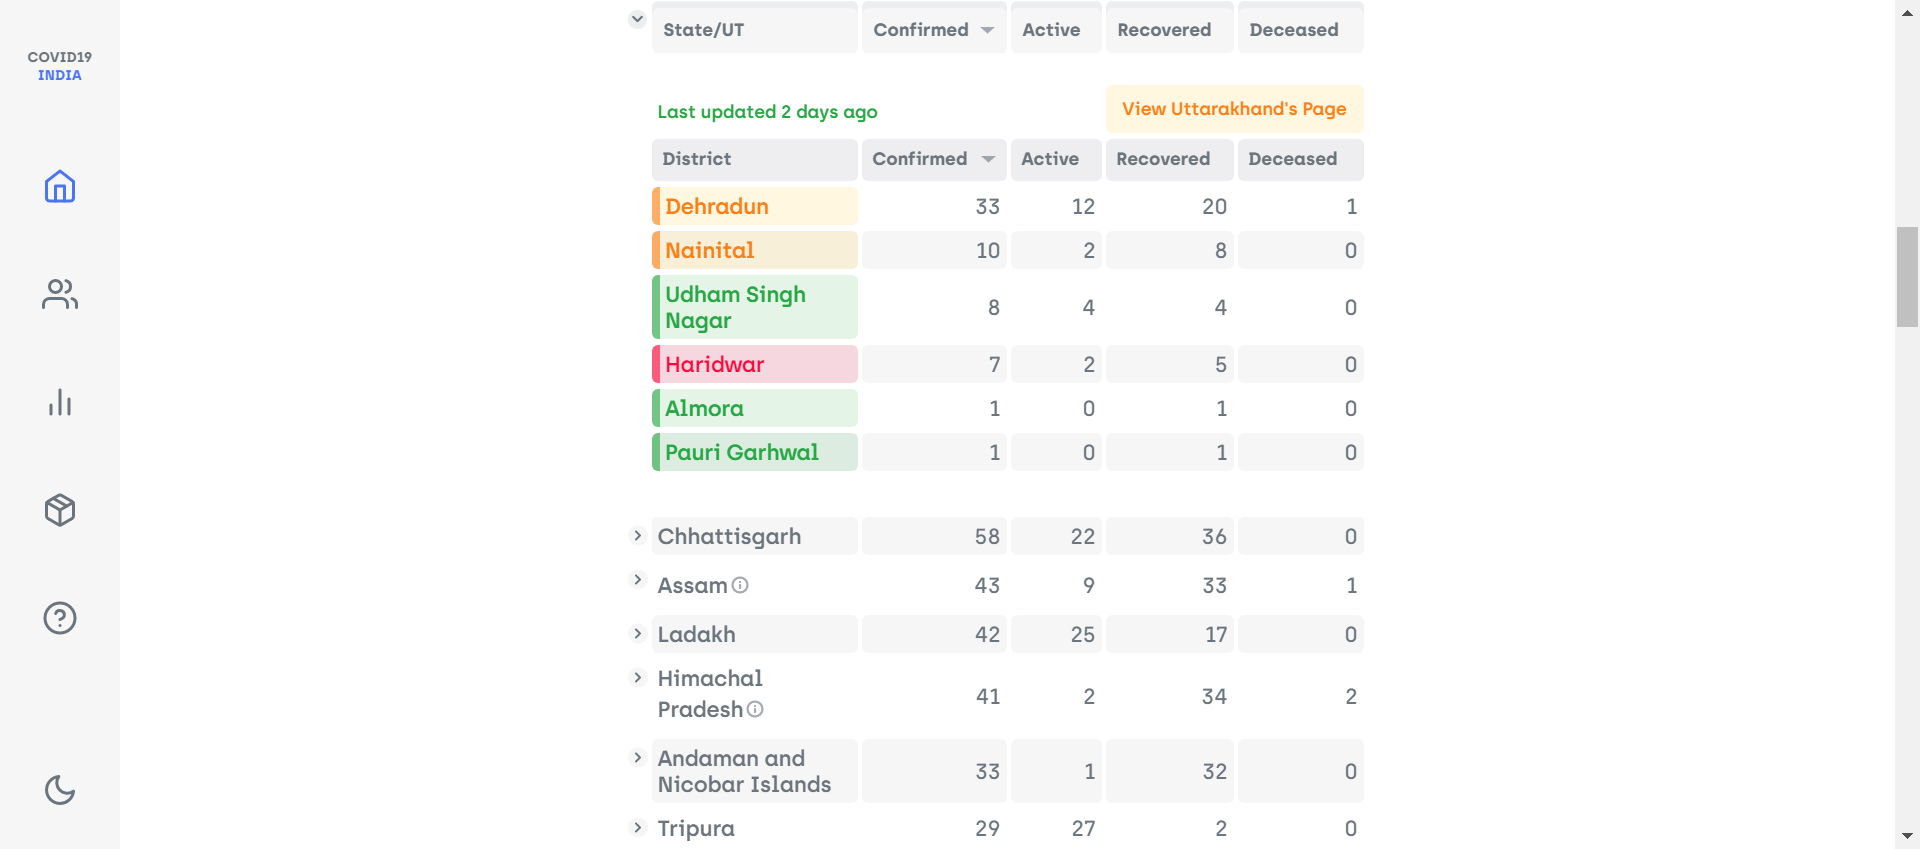 COVID19
INDIA
State/UT Confirmed Active Recovered Deceased
Last updated 2 days ago View Uttarakhand's Page
District Confirmed Active Recovered Deceased
Dehradun 33 12 20 1
Nainital 10 2 8 0
Udham Singh
Nagar 8 4 4 0
Haridwar 7 2 5 0
Almora 1 0 1 0
Pauri Garhwal 1 0 1 0
Chhattisgarh 58 22 36 0
Assam 43 9 33 1
Ladakh 42 25 17 0
Himachal
Pradesh 41 2 34 2
Andaman and
Nicobar Islands 33 1 32 0
Tripura 29 27 2 0